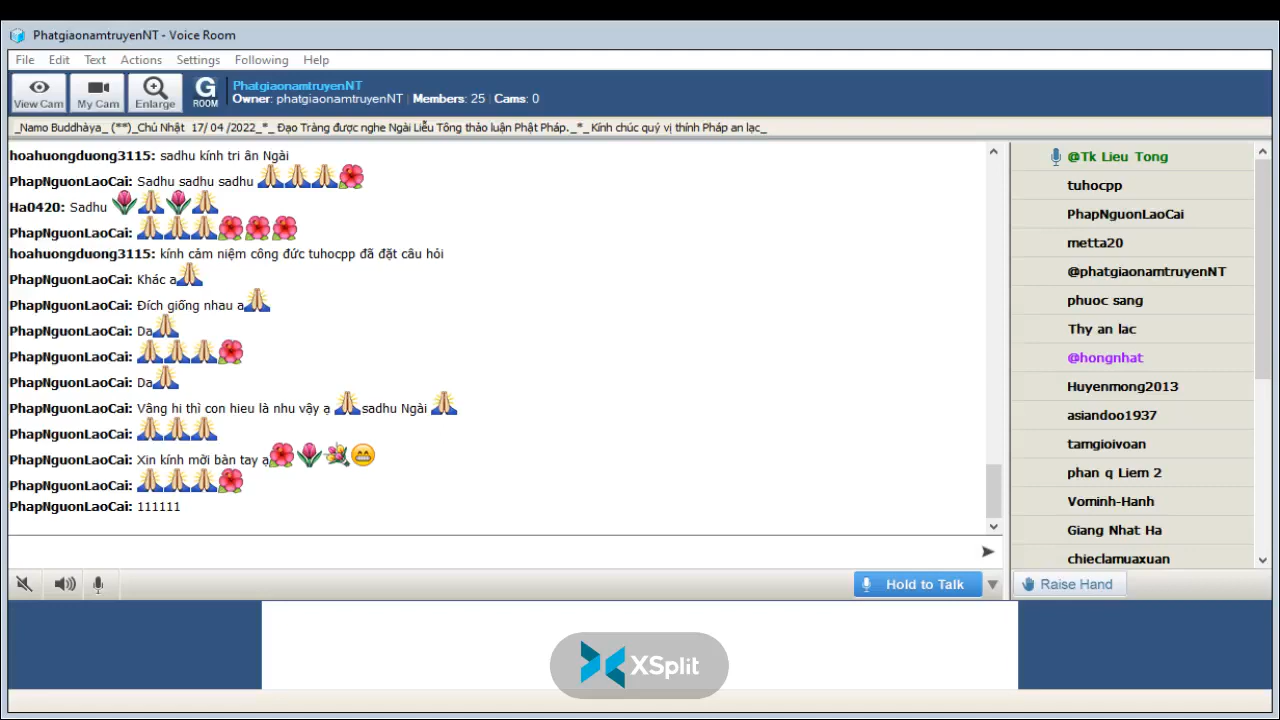 PhatgiaonamtruyenNT - Voice Room
File Edit Text Actions Settings Following Help
View Cam My Cam Enlarge G ROOM
PhatgiaonamtruyenNT
Owner: phatgiaonamtruyenNT Members: 25 Cams: 0
_Namo Buddhàya_ (**)_Chủ Nhật 17/ 04 /2022_*_ Đạo Tràng được nghe Ngài Liễu Tông thảo luận Phật Pháp._*_ Kính chúc quý vị thính Pháp an lạc_
hoahuongduong3115: sadhu kính tri ân Ngài
PhapNguonLaoCai: Sadhu sadhu sadhu 🙏🙏🙏🌺
Ha0420: Sadhu 🌷🙏🌷🙏
PhapNguonLaoCai: 🙏🙏🙏🌺🌺🌺
hoahuongduong3115: kính cảm niệm công đức tuhocpp đã đặt câu hỏi
PhapNguonLaoCai: Khác a🙏
PhapNguonLaoCai: Đích giống nhau a🙏
PhapNguonLaoCai: Da🙏
PhapNguonLaoCai: 🙏🙏🙏🌺
PhapNguonLaoCai: Da🙏
PhapNguonLaoCai: Vâng hi thì con hieu là nhu vậy ạ 🙏sadhu Ngài 🙏
PhapNguonLaoCai: 🙏🙏🙏
PhapNguonLaoCai: Xin kính mời bàn tay ạ🌺🌷💐😁
PhapNguonLaoCai: 🙏🙏🙏🌺
PhapNguonLaoCai: 111111
@Tk Lieu Tong
tuhocpp
PhapNguonLaoCai
metta20
@phatgiaonamtruyenNT
phuoc sang
Thy an lac
@hongnhat
Huyenmong2013
asiandoo1937
tamgioivoan
phan q Liem 2
Vominh-Hanh
Giang Nhat Ha
chieclamuaxuan
Hold to Talk
Raise Hand
XSplit